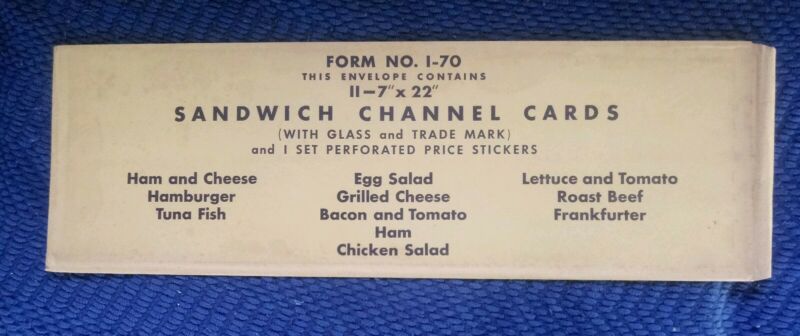 FORM NO. I-70
THIS ENVELOPE CONTAINS
II—7" x 22"
SANDWICH CHANNEL CARDS
(WITH GLASS and TRADE MARK)
and I SET PERFORATED PRICE STICKERS
Ham and Cheese
Hamburger
Tuna Fish
Egg Salad
Grilled Cheese
Bacon and Tomato
Ham
Chicken Salad
Lettuce and Tomato
Roast Beef
Frankfurter